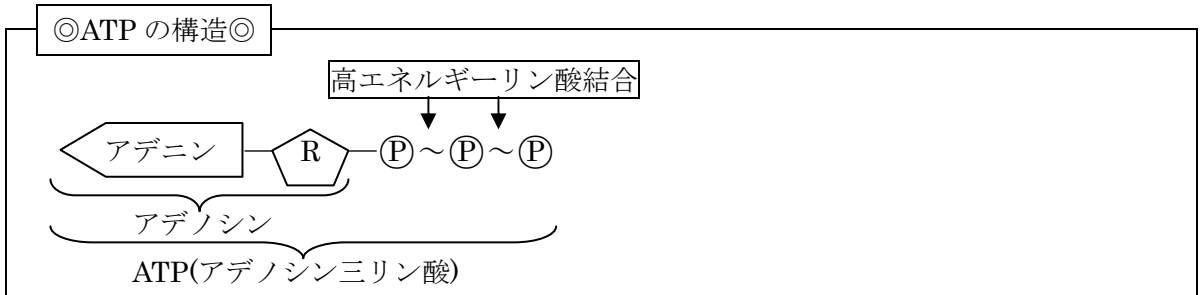 ◎ATP の構造◎
高エネルギーリン酸結合
アデニン R Ⓟ～Ⓟ～Ⓟ
アデノシン
ATP(アデノシン三リン酸)